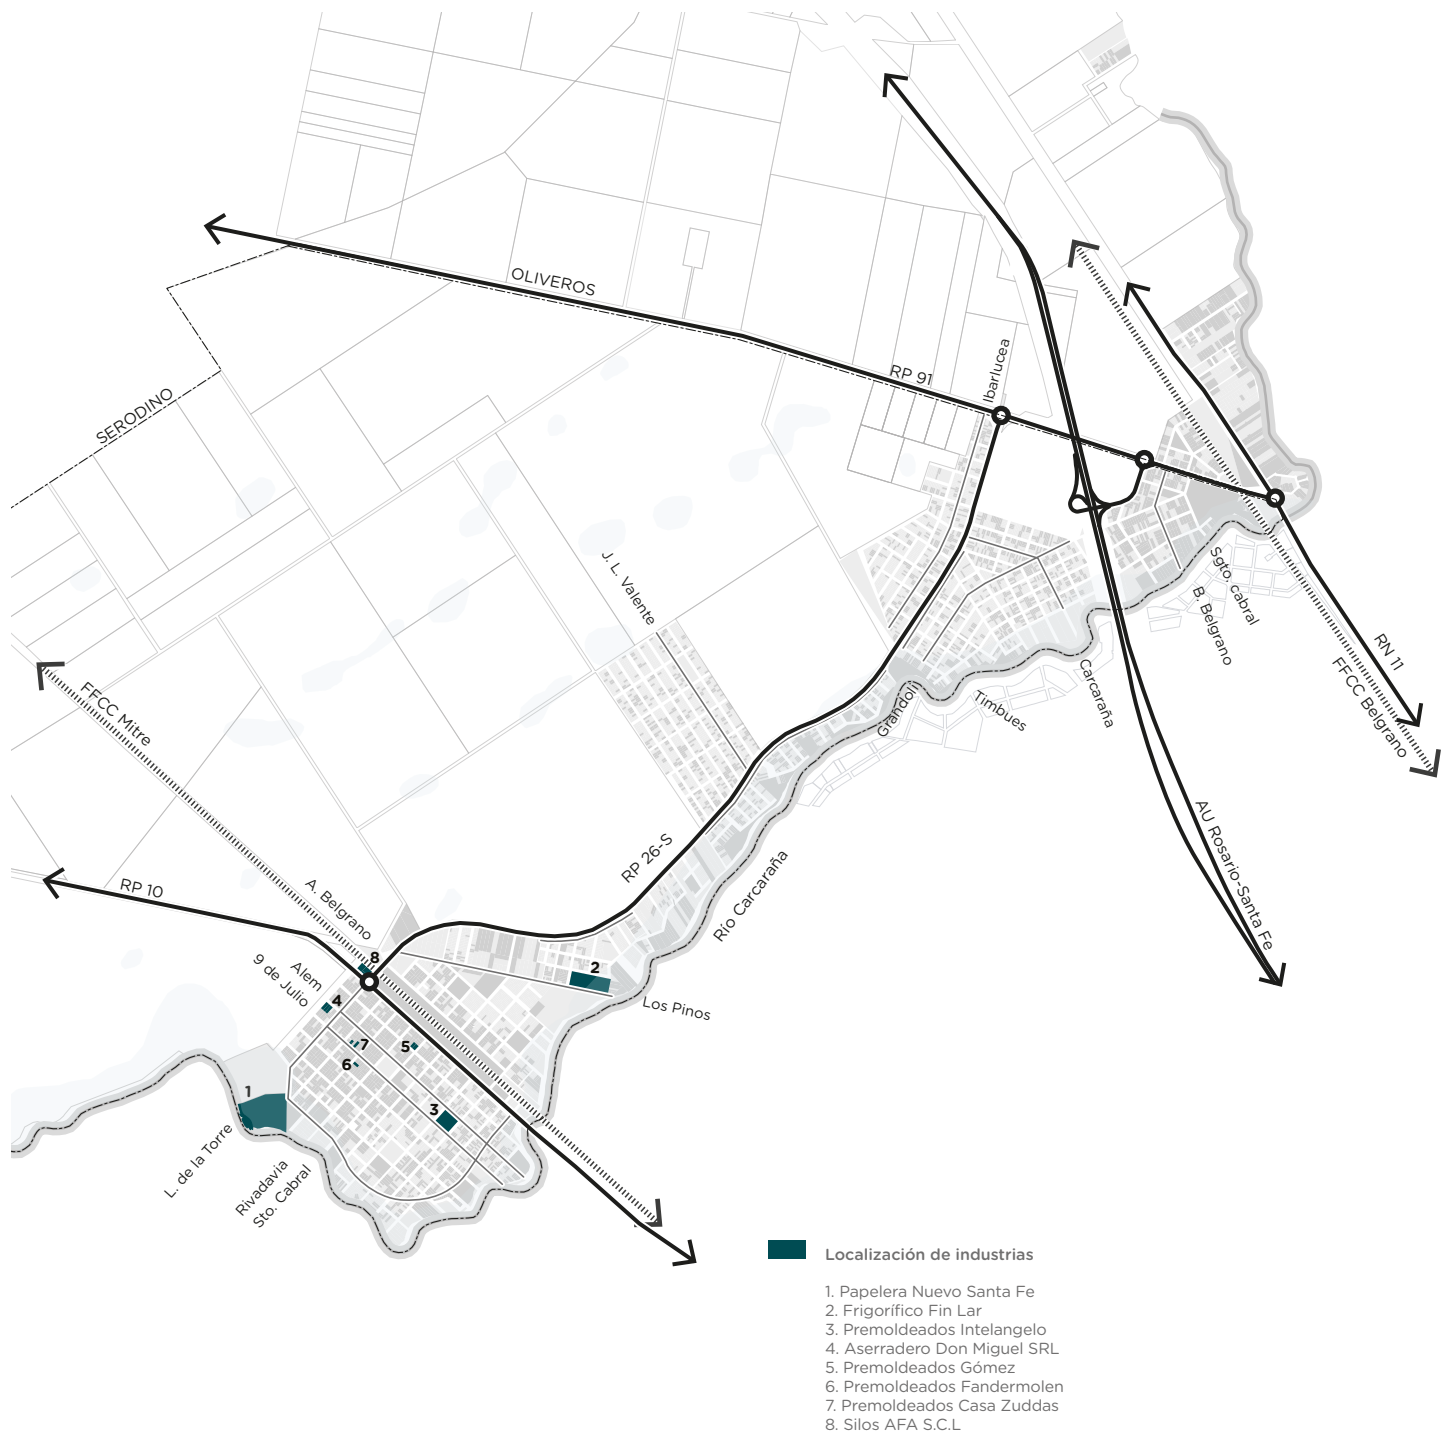 OLIVEROS
Ibarlucea
RP 91
SERODINO
J. L. Valente
Sgto. cabral
B. Belgrano
RN 11
FFCC Belgrano
Carcaraña
Grandoli
Timbues
FFCC Mitre
AU Rosario-Santa Fe
RP 26-S
Río Carcaraña
RP 10
A. Belgrano
8
2
Alem
9 de Julio
4
Los Pinos
7
5
6
1
3
L. de la Torre
Rivadavia
Sto. Cabral
Localización de industrias
1. Papelera Nuevo Santa Fe
2. Frigorífico Fin Lar
3. Premoldeados Intelangelo
4. Aserradero Don Miguel SRL
5. Premoldeados Gómez
6. Premoldeados Fandermolen
7. Premoldeados Casa Zuddas
8. Silos AFA S.C.L